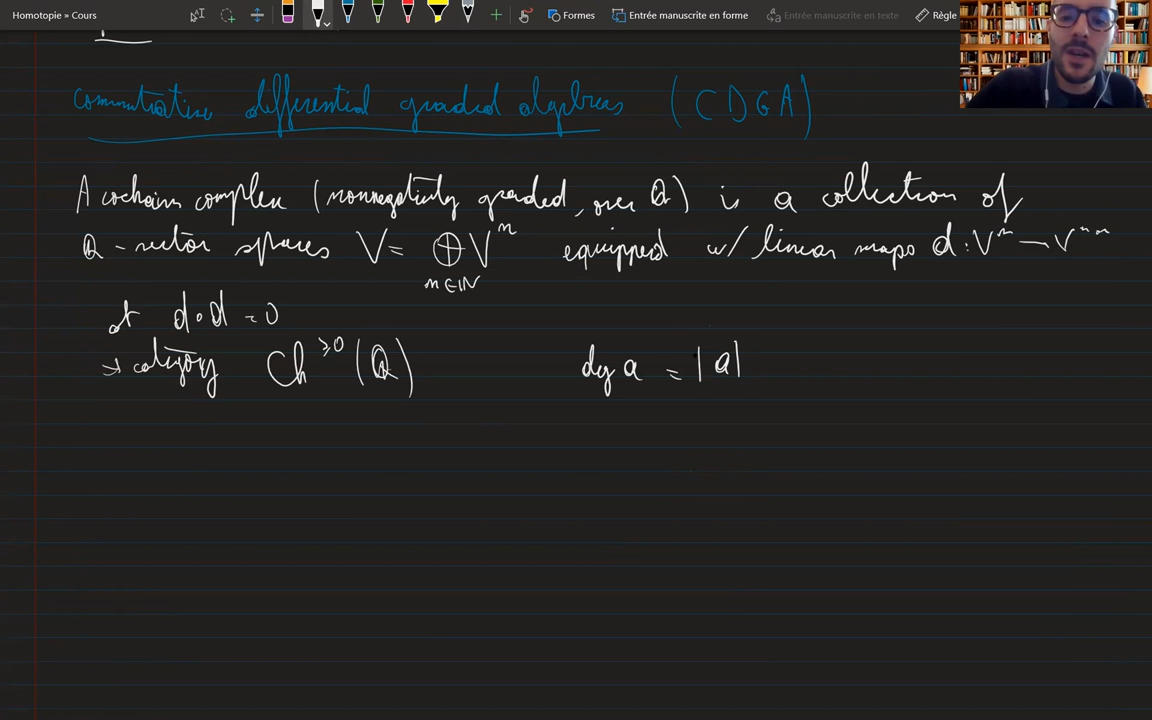 Homotopie » Cours
Formes
Entrée manuscrite en forme
Entrée manuscrite en texte
Règle
commutative differential graded algebras (CDGA)
A cochain complex (nonnegatively graded, over Q) is a collection of
Q-vector spaces V = ⊕ Vⁿ equipped w/ linear maps d : Vⁿ → Vⁿ⁺¹
n∈IN
st d∘d = 0
→ category Ch^≥0 (Q) deg a = |a|